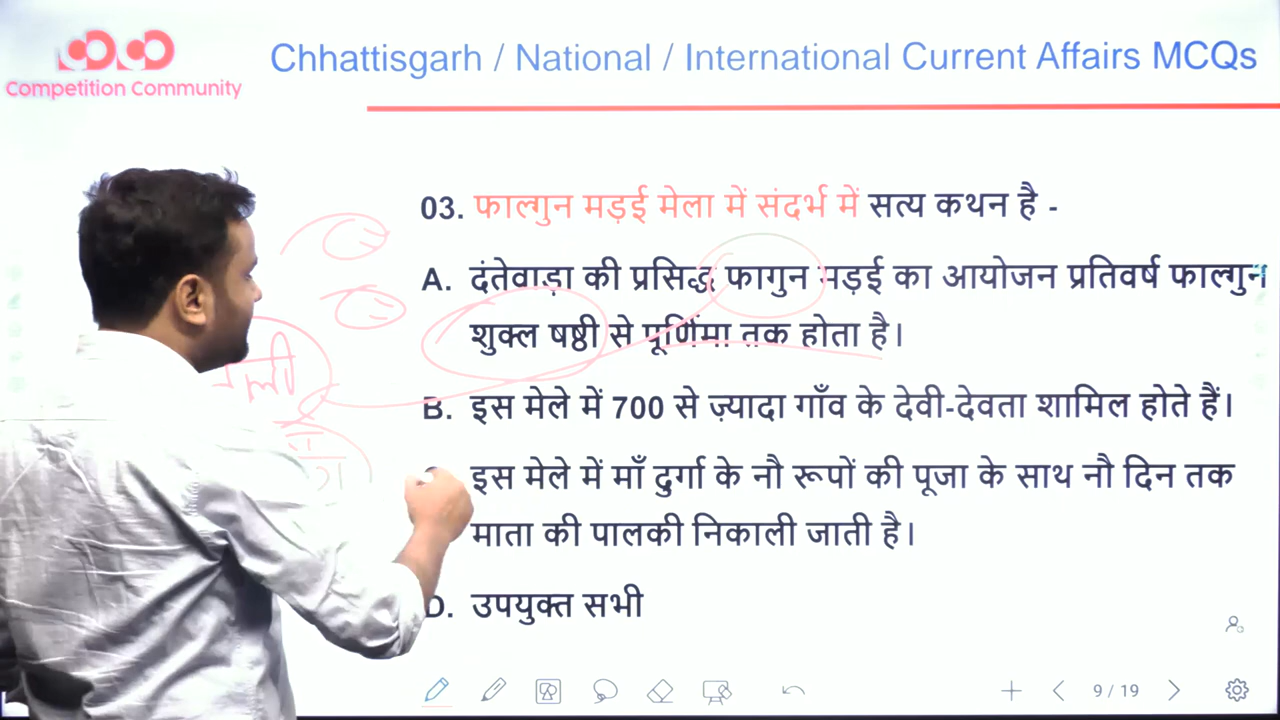 Competition Community
Chhattisgarh / National / International Current Affairs MCQs
03. फाल्गुन मड़ई मेला में संदर्भ में सत्य कथन है -
A. दंतेवाड़ा की प्रसिद्ध फागुन मड़ई का आयोजन प्रतिवर्ष फाल्गुन
शुक्ल षष्ठी से पूर्णिमा तक होता है।
B. इस मेले में 700 से ज़्यादा गाँव के देवी-देवता शामिल होते हैं।
इस मेले में माँ दुर्गा के नौ रूपों की पूजा के साथ नौ दिन तक
माता की पालकी निकाली जाती है।
D. उपयुक्त सभी
9 / 19